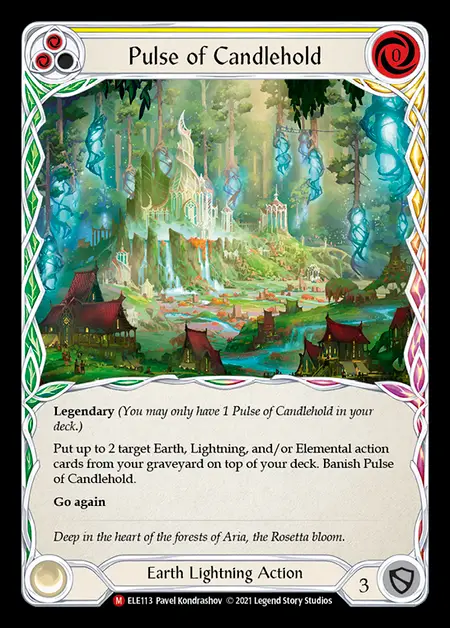 Pulse of Candlehold
0
Legendary (You may only have 1 Pulse of Candlehold in your
deck.)
Put up to 2 target Earth, Lightning, and/or Elemental action
cards from your graveyard on top of your deck. Banish Pulse
of Candlehold.
Go again
Deep in the heart of the forests of Aria, the Rosetta bloom.
Earth Lightning Action
3
M ELE113 Pavel Kondrashov © 2021 Legend Story Studios